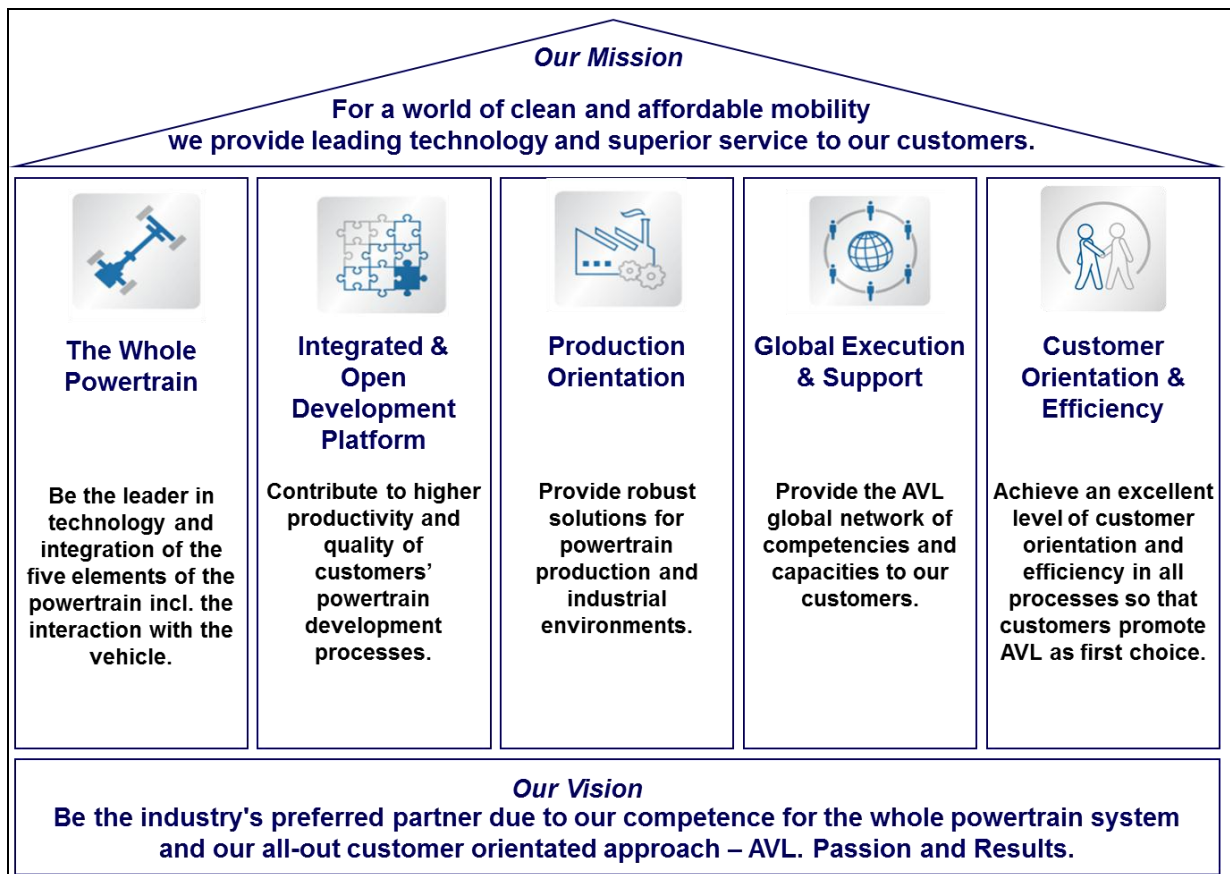 Our Mission
For a world of clean and affordable mobility
we provide leading technology and superior service to our customers.
The Whole
Powertrain
Be the leader in
technology and
integration of the
five elements of the
powertrain incl. the
interaction with the
vehicle.
Integrated &
Open
Development
Platform
Contribute to higher
productivity and
quality of
customers’
powertrain
development
processes.
Production
Orientation
Provide robust
solutions for
powertrain
production and
industrial
environments.
Global Execution
& Support
Provide the AVL
global network of
competencies and
capacities to our
customers.
Customer
Orientation &
Efficiency
Achieve an excellent
level of customer
orientation and
efficiency in all
processes so that
customers promote
AVL as first choice.
Our Vision
Be the industry's preferred partner due to our competence for the whole powertrain system
and our all-out customer orientated approach – AVL. Passion and Results.